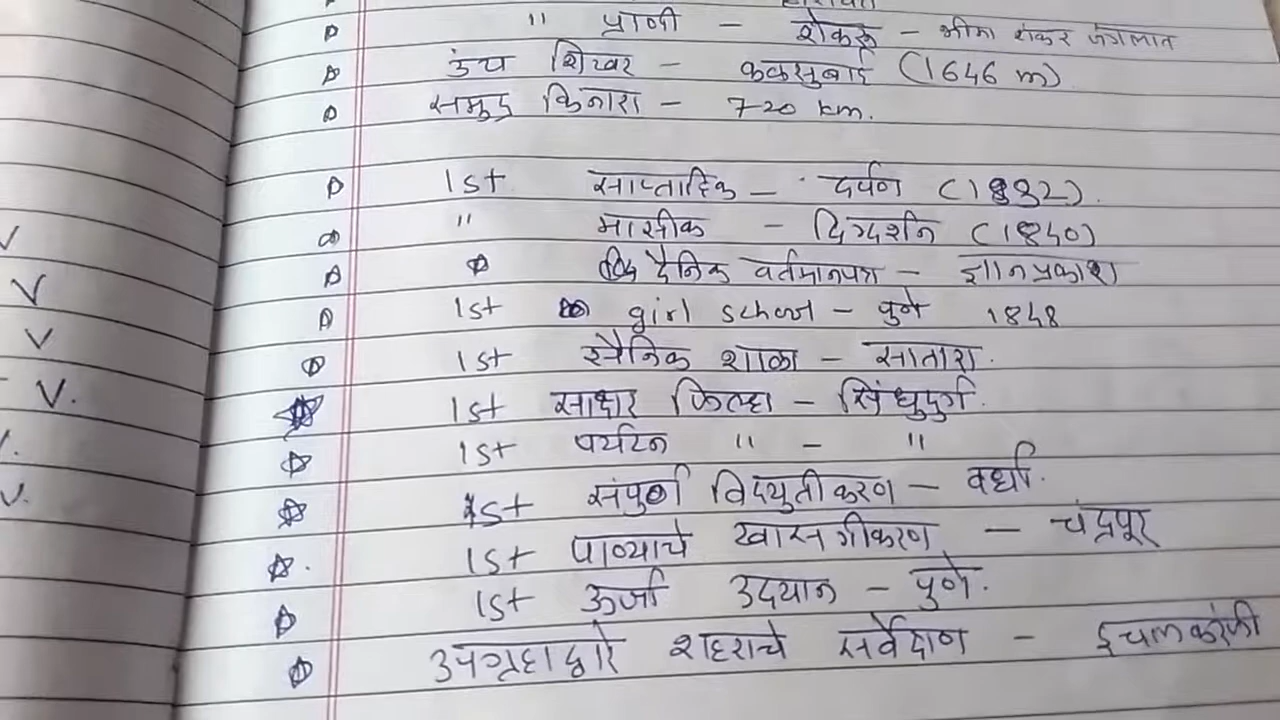 " प्राणी - शेकरू - भीमा शंकर जंगलात
उंच शिखर - कळसुबाई (1646 m)
समुद्र किनारा - 720 km.
1st साप्ताहिक - दर्पण (1832).
" मासीक - दिग्दर्शन (1840)
दैनिक वर्तमानपत्र - ज्ञानप्रकाश
1st girl school - पुणे 1848
1st सैनिक शाळा - सातारा.
1st साक्षर जिल्हा - सिंधुदुर्ग.
1st पर्यटन " - "
1st संपुर्ण विद्युतीकरण - वर्धा.
1st पाण्याचे खासगीकरण - चंद्रपूर
1st ऊर्जा उदयान - पुणे.
उपग्रहाद्वारे शहराचे सर्वेक्षण - इचलकरंजी